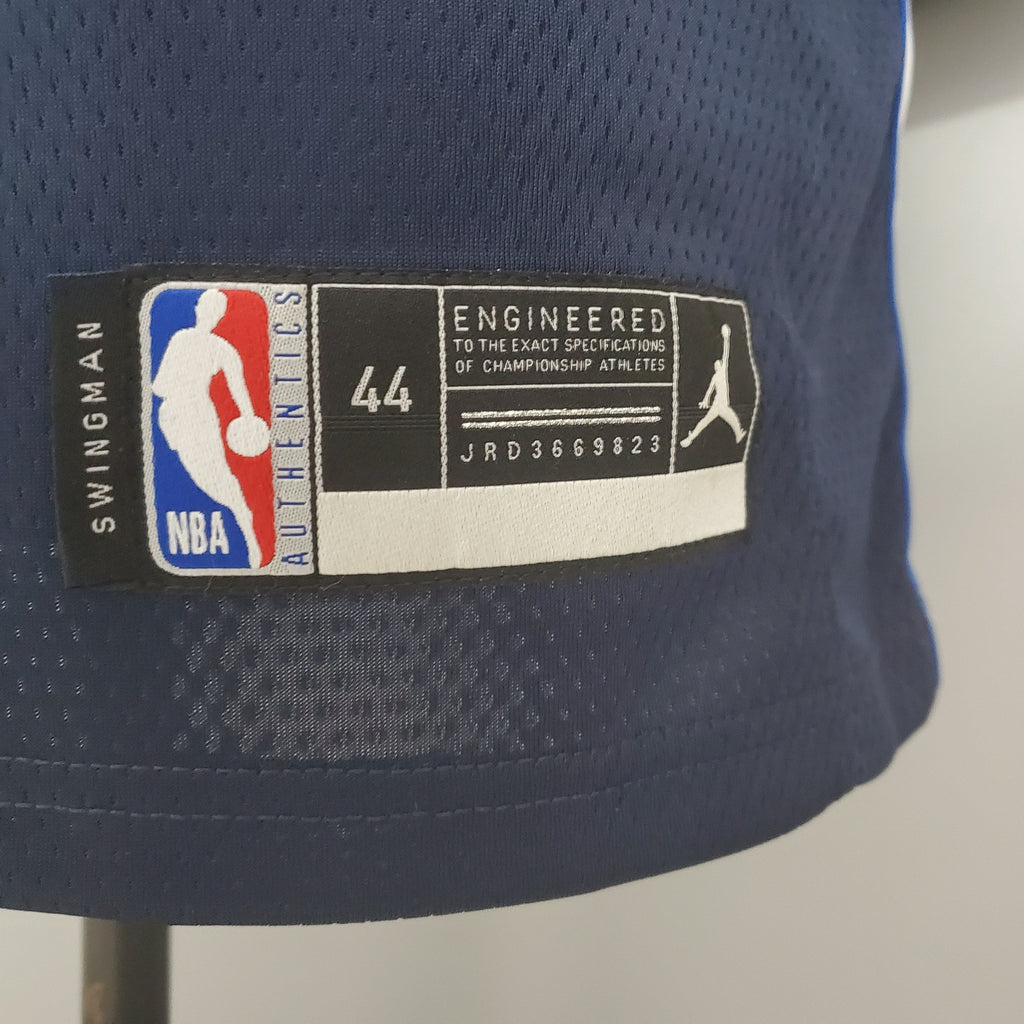 SWINGMAN
NBA
AUTHENTICS
44
ENGINEERED
TO THE EXACT SPECIFICATIONS
OF CHAMPIONSHIP ATHLETES
JRD3669823